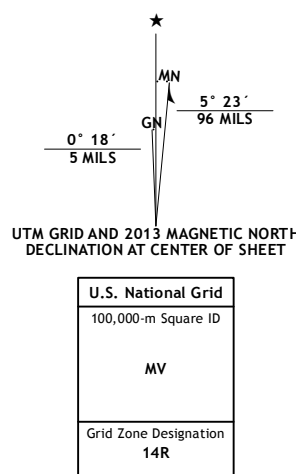 MN
5° 23´
96 MILS
GN
0° 18´
5 MILS
UTM GRID AND 2013 MAGNETIC NORTH
DECLINATION AT CENTER OF SHEET
U.S. National Grid
100,000-m Square ID
MV
Grid Zone Designation
14R